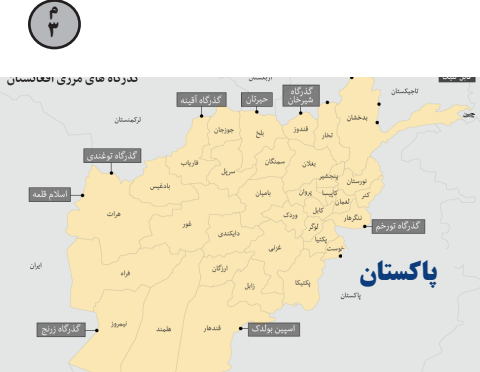 م
۳
گذرگاه های مرزی افغانستان
تاجیکستان
گذرگاه
شیرخان
حیرتان
گذرگاه آقینه
ترکمنستان
بدخشان
قندوز
تخار
بلخ
جوزجان
گذرگاه تورغندی
فاریاب
سرپل
سمنگان
بغلان
پنجشیر
نورستان
بادغیس
بامیان
پروان
کاپیسا
کنر
لغمان
اسلام قلعه
هرات
غور
دایکندی
وردک
کابل
ننگرهار
لوگر
گذرگاه تورخم
پکتیا
خوست
غزنی
ایران
فراه
ارزگان
زابل
پکتیکا
پاکستان
پاکستان
نیمروز
هلمند
قندهار
گذرگاه زرنج
اسپین بولدک